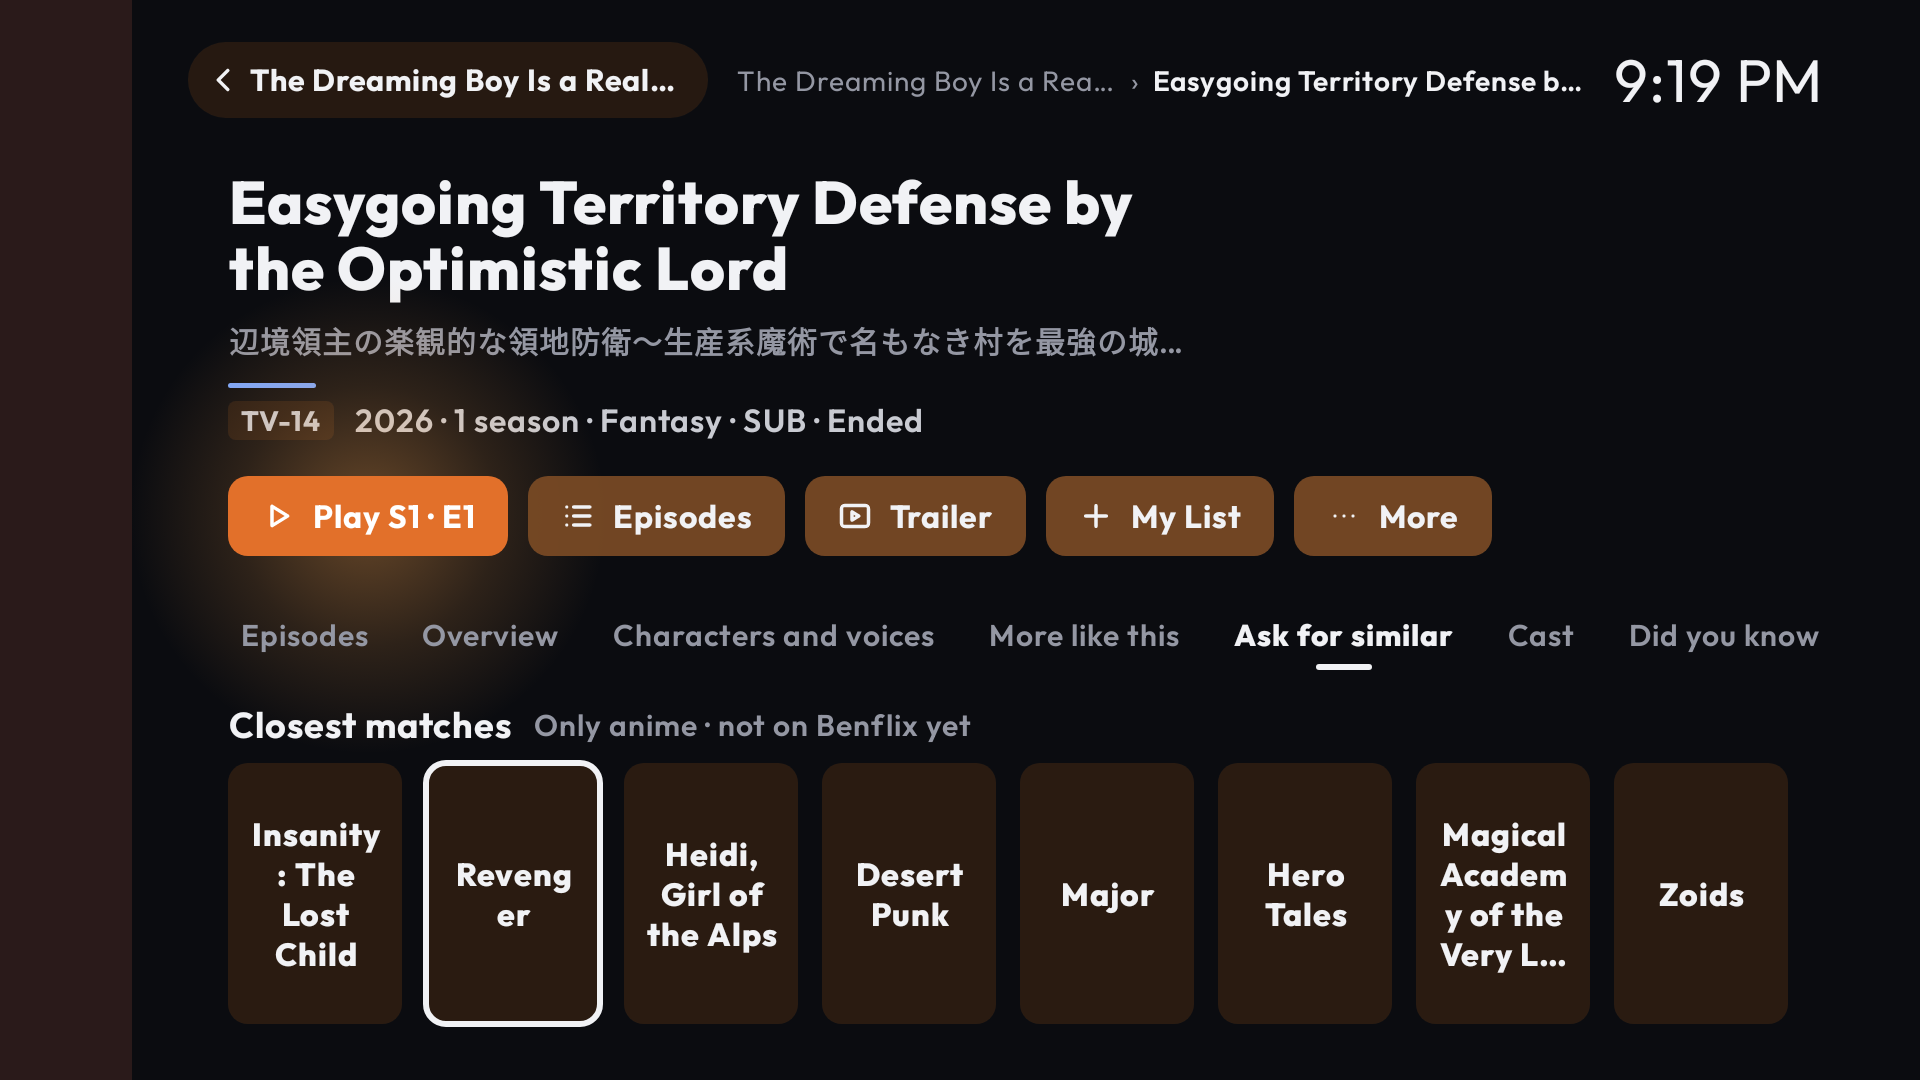 The Dreaming Boy Is a Real...
The Dreaming Boy Is a Rea... › Easygoing Territory Defense b...
9:19 PM
Easygoing Territory Defense by
the Optimistic Lord
辺境領主の楽観的な領地防衛〜生産系魔術で名もなき村を最強の城...
TV-14 2026 · 1 season · Fantasy · SUB · Ended
Play S1 · E1
Episodes
Trailer
My List
More
Episodes
Overview
Characters and voices
More like this
Ask for similar
Cast
Did you know
Closest matches Only anime · not on Benflix yet
Insanity
: The
Lost
Child
Reveng
er
Heidi,
Girl of
the Alps
Desert
Punk
Major
Hero
Tales
Magical
Academ
y of the
Very L...
Zoids